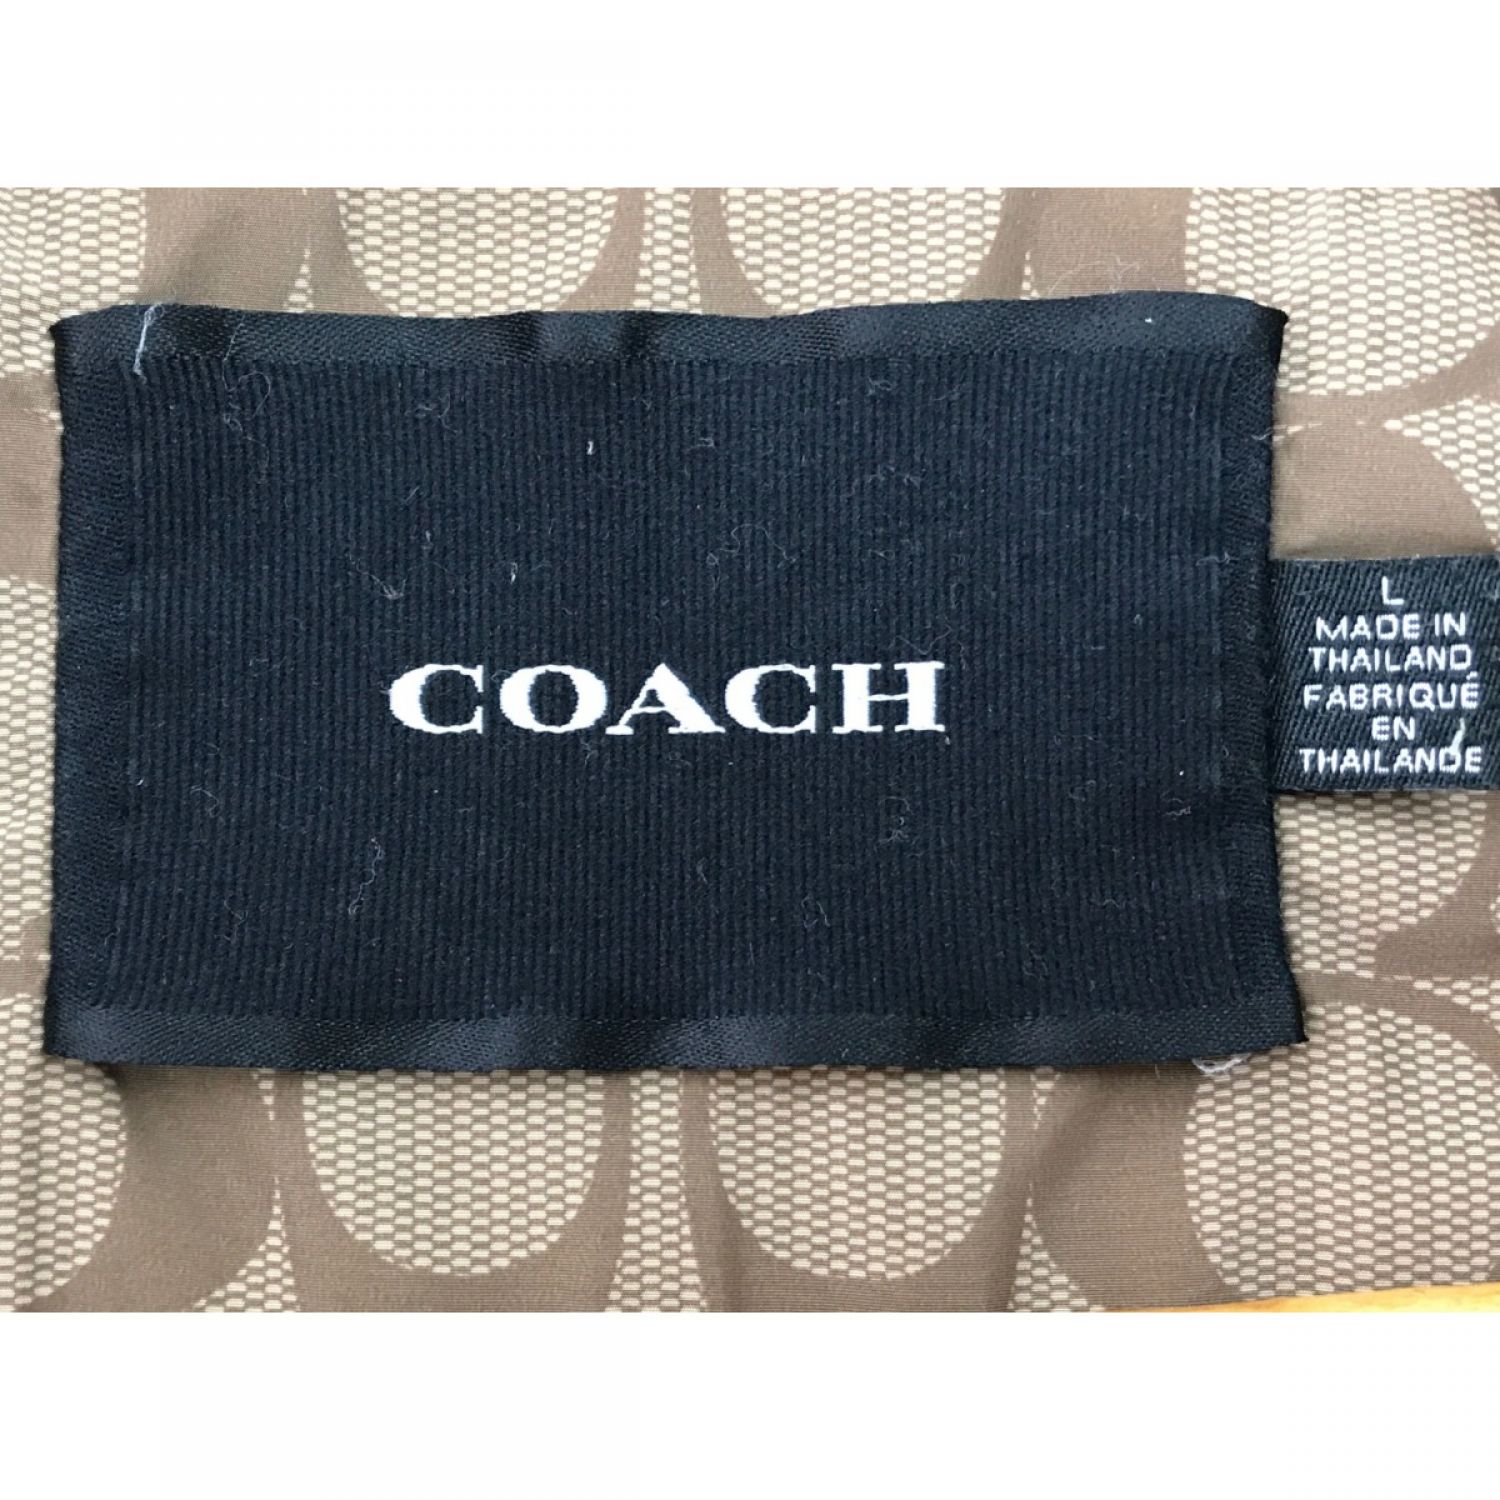 COACH
L
MADE IN
THAILAND
FABRIQUÉ
EN
THAILANDE